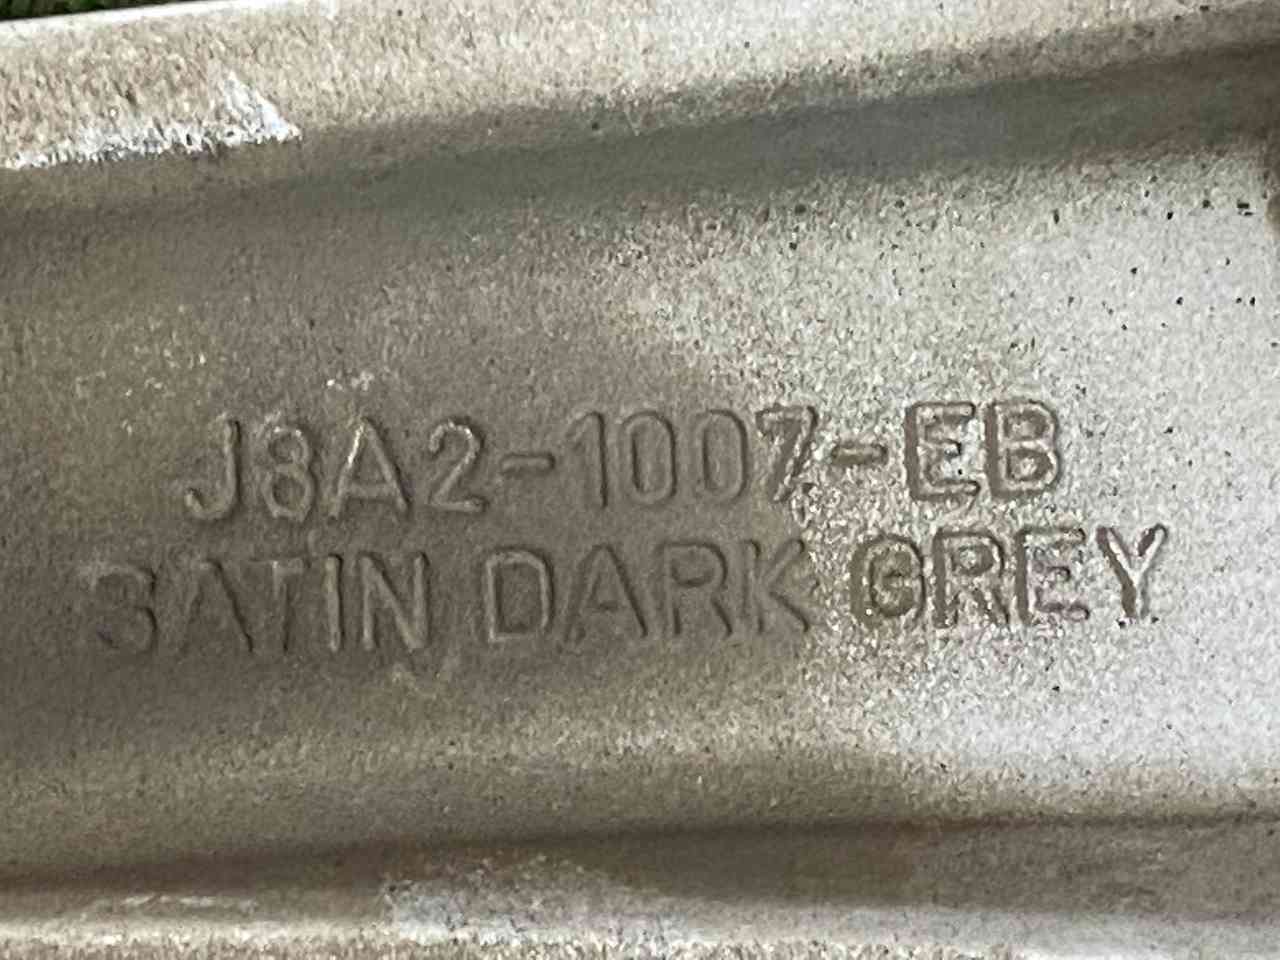 J8A2-1007-EB
SATIN DARK GREY